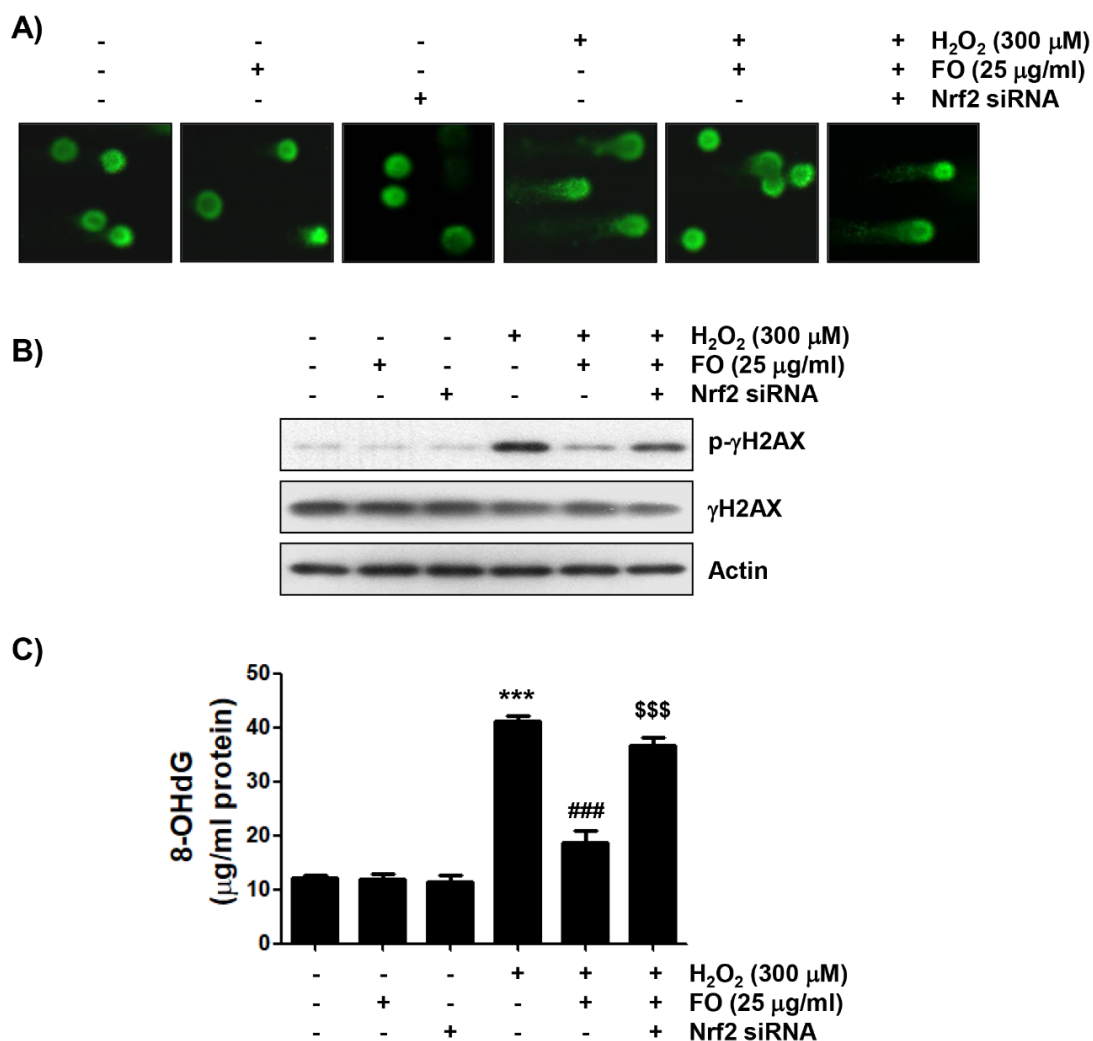 A)
- - - + + + H₂O₂ (300 μM)
- + - - + + FO (25 μg/ml)
- - + - - + Nrf2 siRNA
B)
- - - + + + H₂O₂ (300 μM)
- + - - + + FO (25 μg/ml)
- - + - - + Nrf2 siRNA
p-γH2AX
γH2AX
Actin
C)
8-OHdG
(μg/ml protein)
50
40
30
20
10
0
***
###
$$$
- - - + + + H₂O₂ (300 μM)
- + - - + + FO (25 μg/ml)
- - + - - + Nrf2 siRNA